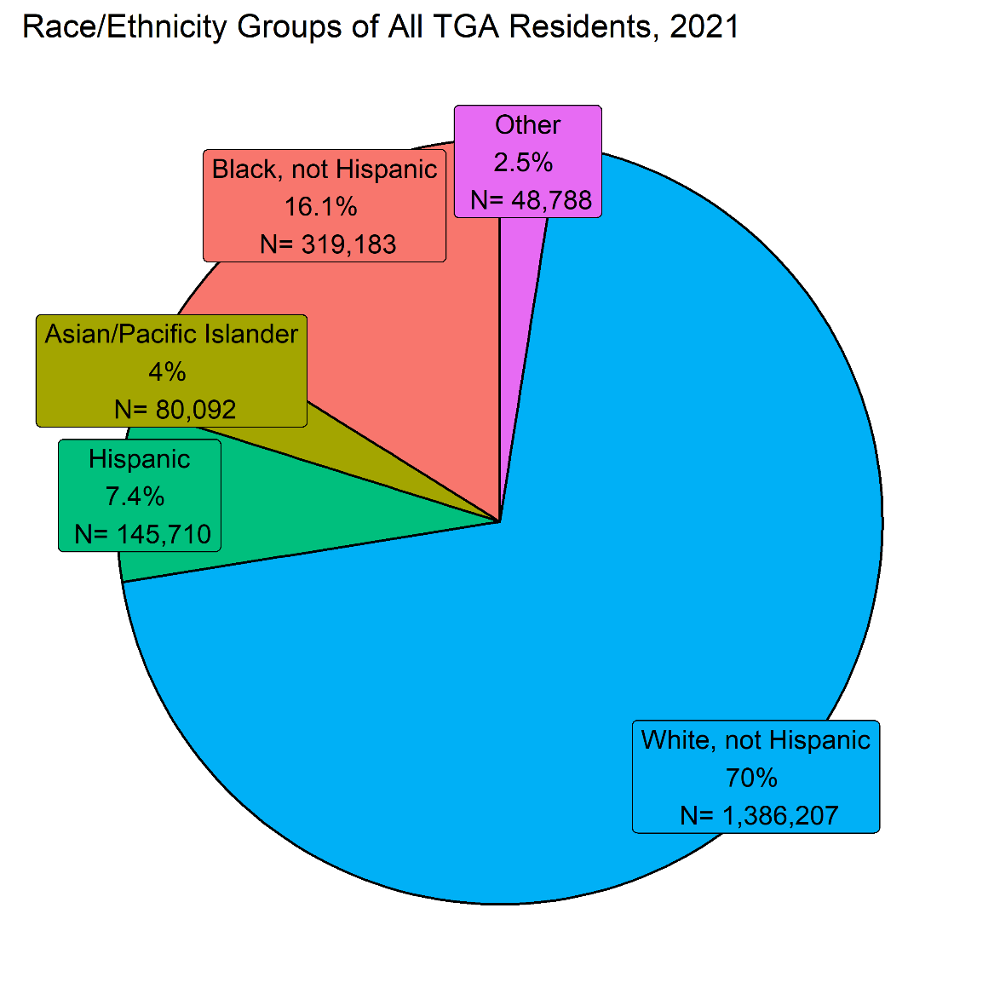 Race/Ethnicity Groups of All TGA Residents, 2021
Other
2.5%
N= 48,788
Black, not Hispanic
16.1%
N= 319,183
Asian/Pacific Islander
4%
N= 80,092
Hispanic
7.4%
N= 145,710
White, not Hispanic
70%
N= 1,386,207